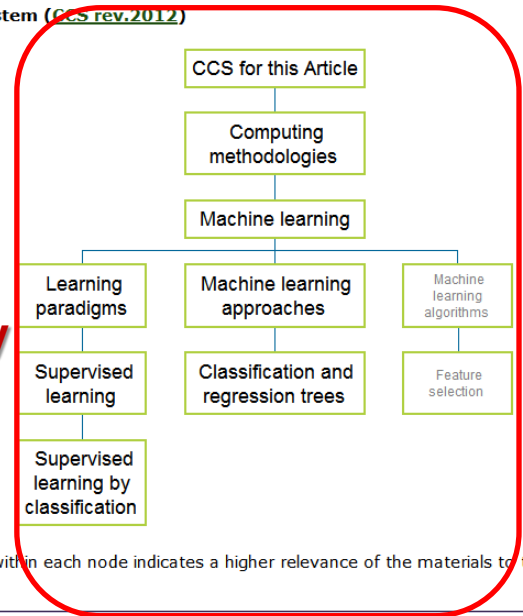 stem (CCS rev.2012)
CCS for this Article
Computing
methodologies
Machine learning
Learning
paradigms
Machine learning
approaches
Machine
learning
algorithms
Supervised
learning
Classification and
regression trees
Feature
selection
Supervised
learning by
classification
y
within each node indicates a higher relevance of the materials to t